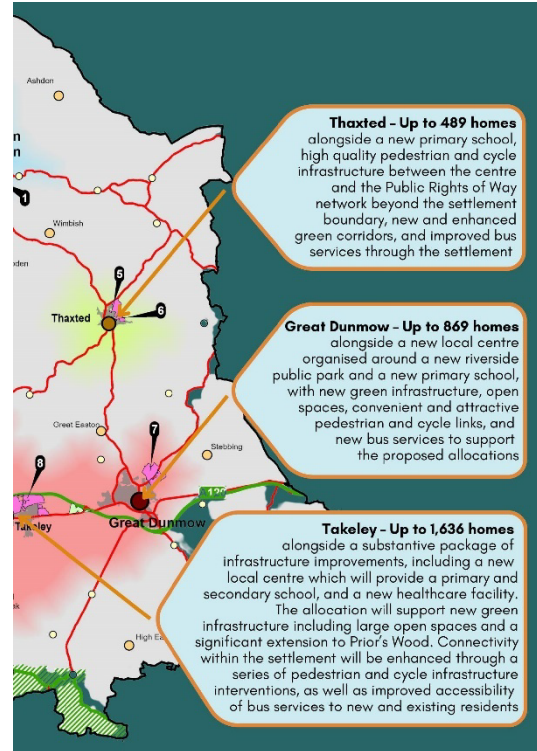 Ashdon
1
Wimbish
5
6
Thaxted
Great Easton
7
Stebbing
8
Great Dunmow
Takeley
High Ea
Thaxted - Up to 489 homes
alongside a new primary school,
high quality pedestrian and cycle
infrastructure between the centre
and the Public Rights of Way
network beyond the settlement
boundary, new and enhanced
green corridors, and improved bus
services through the settlement
Great Dunmow - Up to 869 homes
alongside a new local centre
organised around a new riverside
public park and a new primary school,
with new green infrastructure, open
spaces, convenient and attractive
pedestrian and cycle links, and
new bus services to support
the proposed allocations
Takeley - Up to 1,636 homes
alongside a substantive package of
infrastructure improvements, including a new
local centre which will provide a primary and
secondary school, and a new healthcare facility.
The allocation will support new green
infrastructure including large open spaces and a
significant extension to Prior's Wood. Connectivity
within the settlement will be enhanced through a
series of pedestrian and cycle infrastructure
interventions, as well as improved accessibility
of bus services to new and existing residents